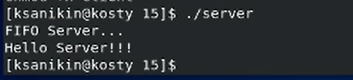 [ksanikin@kosty 15]$ ./server
FIFO Server...
Hello Server!!!
[ksanikin@kosty 15]$